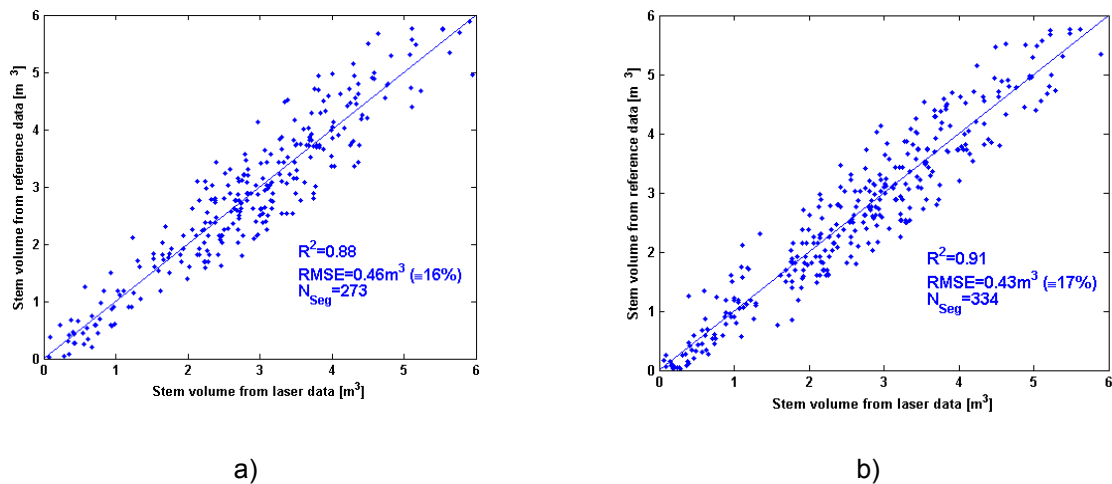 6
5
4
3
2
1
0
Stem volume from reference data [m³]
R²=0.88
RMSE=0.46m³ (≡16%)
N_Seg=273
0 1 2 3 4 5 6
Stem volume from laser data [m³]
a)
6
5
4
3
2
1
0
Stem volume from reference data [m³]
R²=0.91
RMSE=0.43m³ (≡17%)
N_Seg=334
0 1 2 3 4 5 6
Stem volume from laser data [m³]
b)